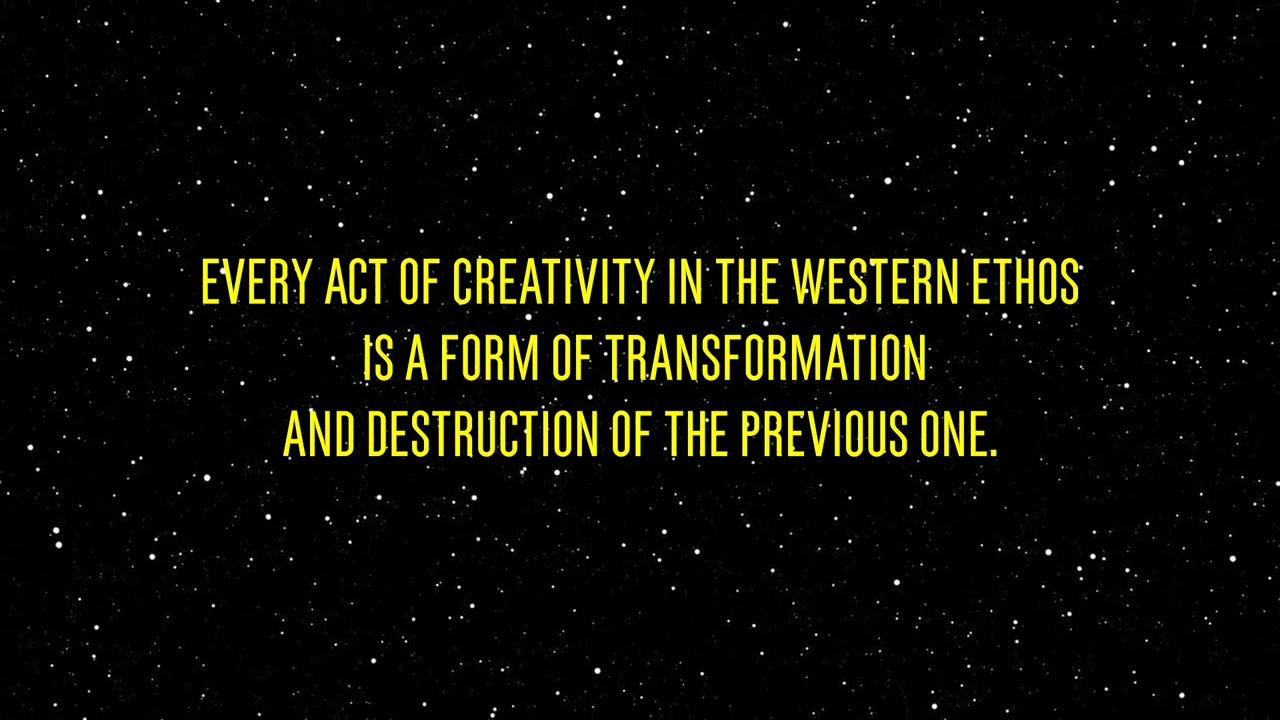 EVERY ACT OF CREATIVITY IN THE WESTERN ETHOS
IS A FORM OF TRANSFORMATION
AND DESTRUCTION OF THE PREVIOUS ONE.